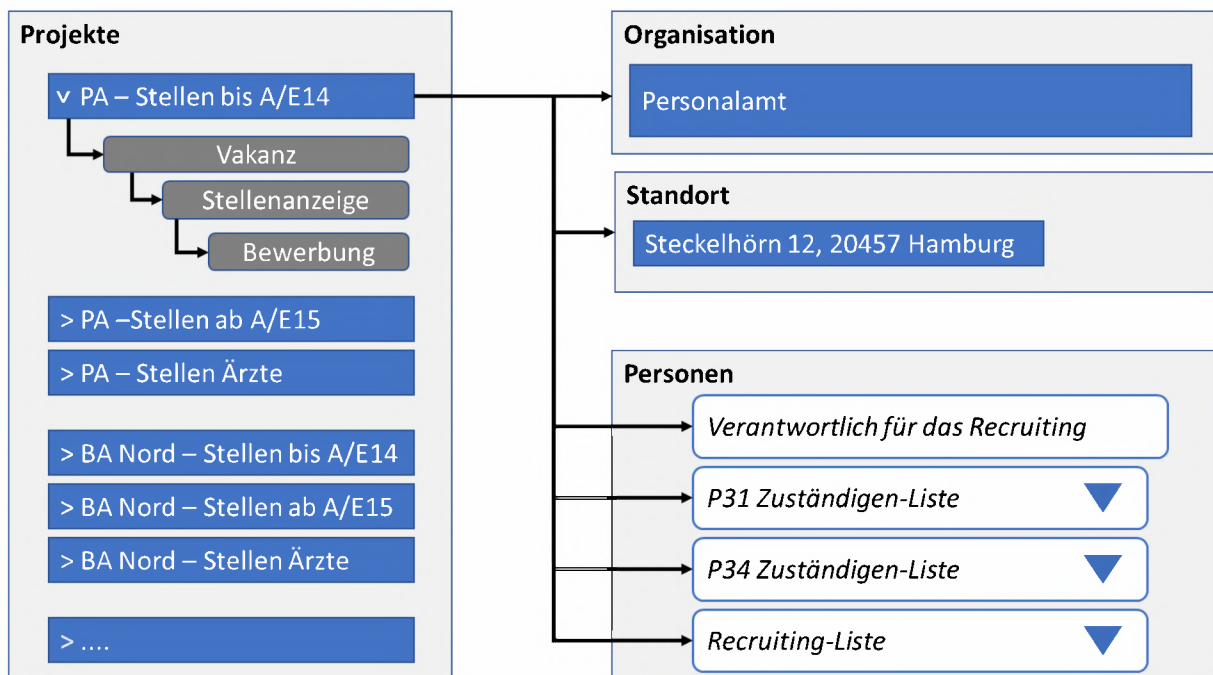 Projekte
v PA – Stellen bis A/E14
Vakanz
Stellenanzeige
Bewerbung
> PA –Stellen ab A/E15
> PA – Stellen Ärzte
> BA Nord – Stellen bis A/E14
> BA Nord – Stellen ab A/E15
> BA Nord – Stellen Ärzte
> ....
Organisation
Personalamt
Standort
Steckelhörn 12, 20457 Hamburg
Personen
Verantwortlich für das Recruiting
P31 Zuständigen-Liste
P34 Zuständigen-Liste
Recruiting-Liste